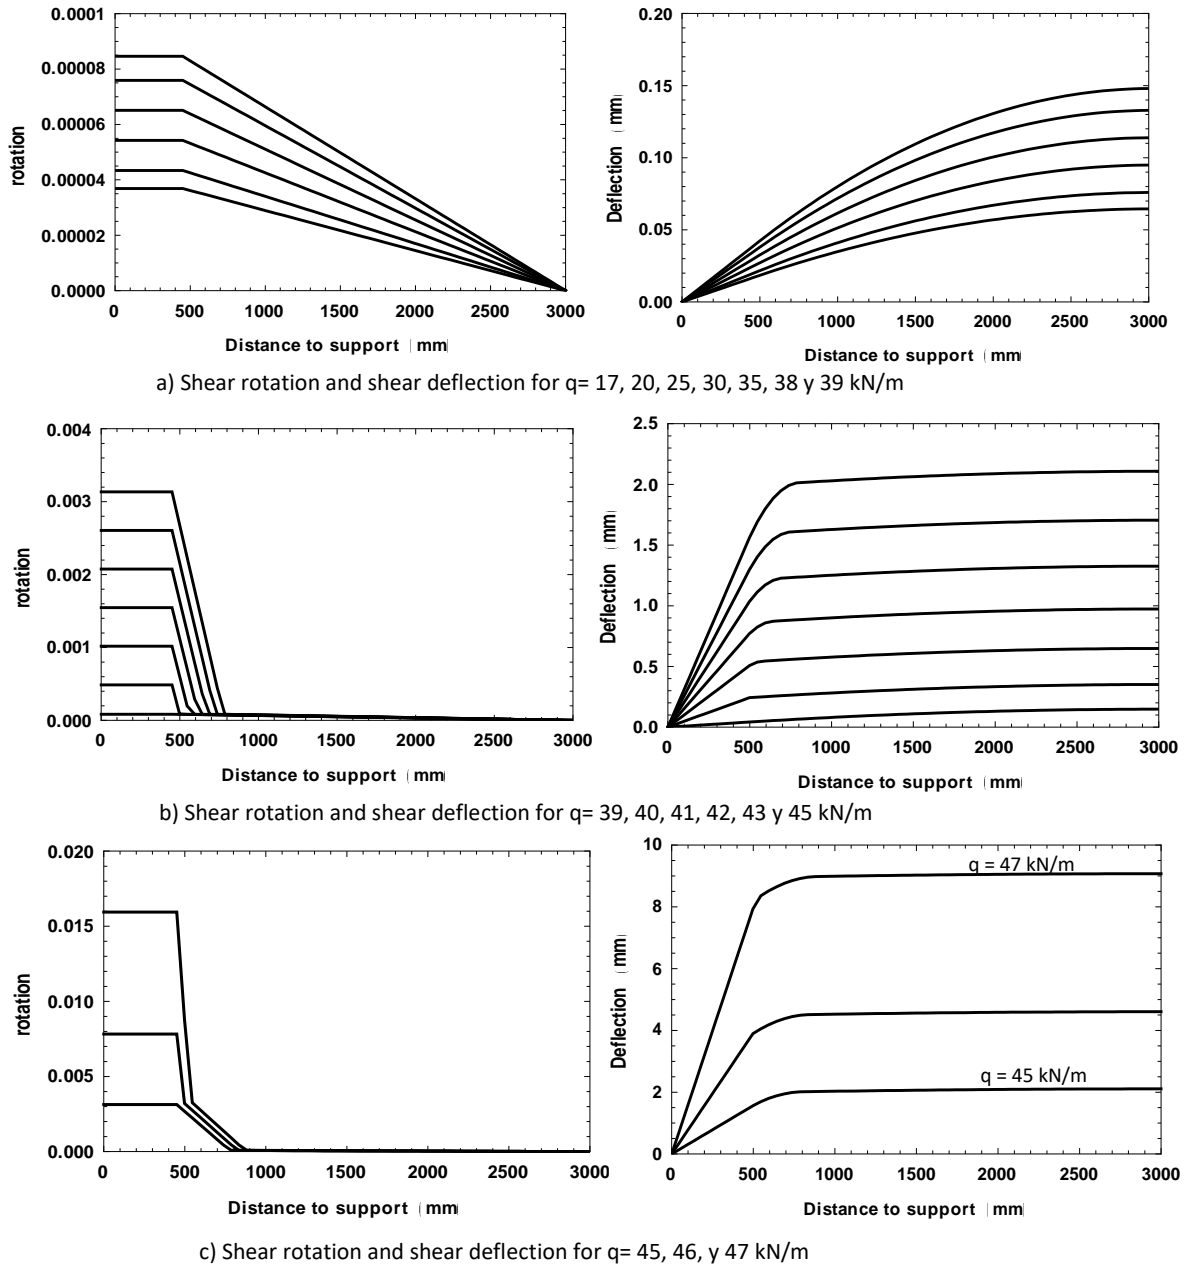 0.0001
0.00008
0.00006
0.00004
0.00002
0.0000
rotation
0 500 1000 1500 2000 2500 3000
Distance to support (mm)
0.20
0.15
0.10
0.05
0.00
Deflection (mm)
0 500 1000 1500 2000 2500 3000
Distance to support (mm
a) Shear rotation and shear deflection for q= 17, 20, 25, 30, 35, 38 y 39 kN/m
0.004
0.003
0.002
0.001
0.000
rotation
0 500 1000 1500 2000 2500 3000
Distance to support (mm)
2.5
2.0
1.5
1.0
0.5
0.0
Deflection (mm)
0 500 1000 1500 2000 2500 3000
Distance to support (mm)
b) Shear rotation and shear deflection for q= 39, 40, 41, 42, 43 y 45 kN/m
0.020
0.015
0.010
0.005
0.000
rotation
0 500 1000 1500 2000 2500 3000
Distance to support (mm)
10
8
6
4
2
0
Deflection (mm)
q = 47 kN/m
q = 45 kN/m
0 500 1000 1500 2000 2500 3000
Distance to support (mm)
c) Shear rotation and shear deflection for q= 45, 46, y 47 kN/m